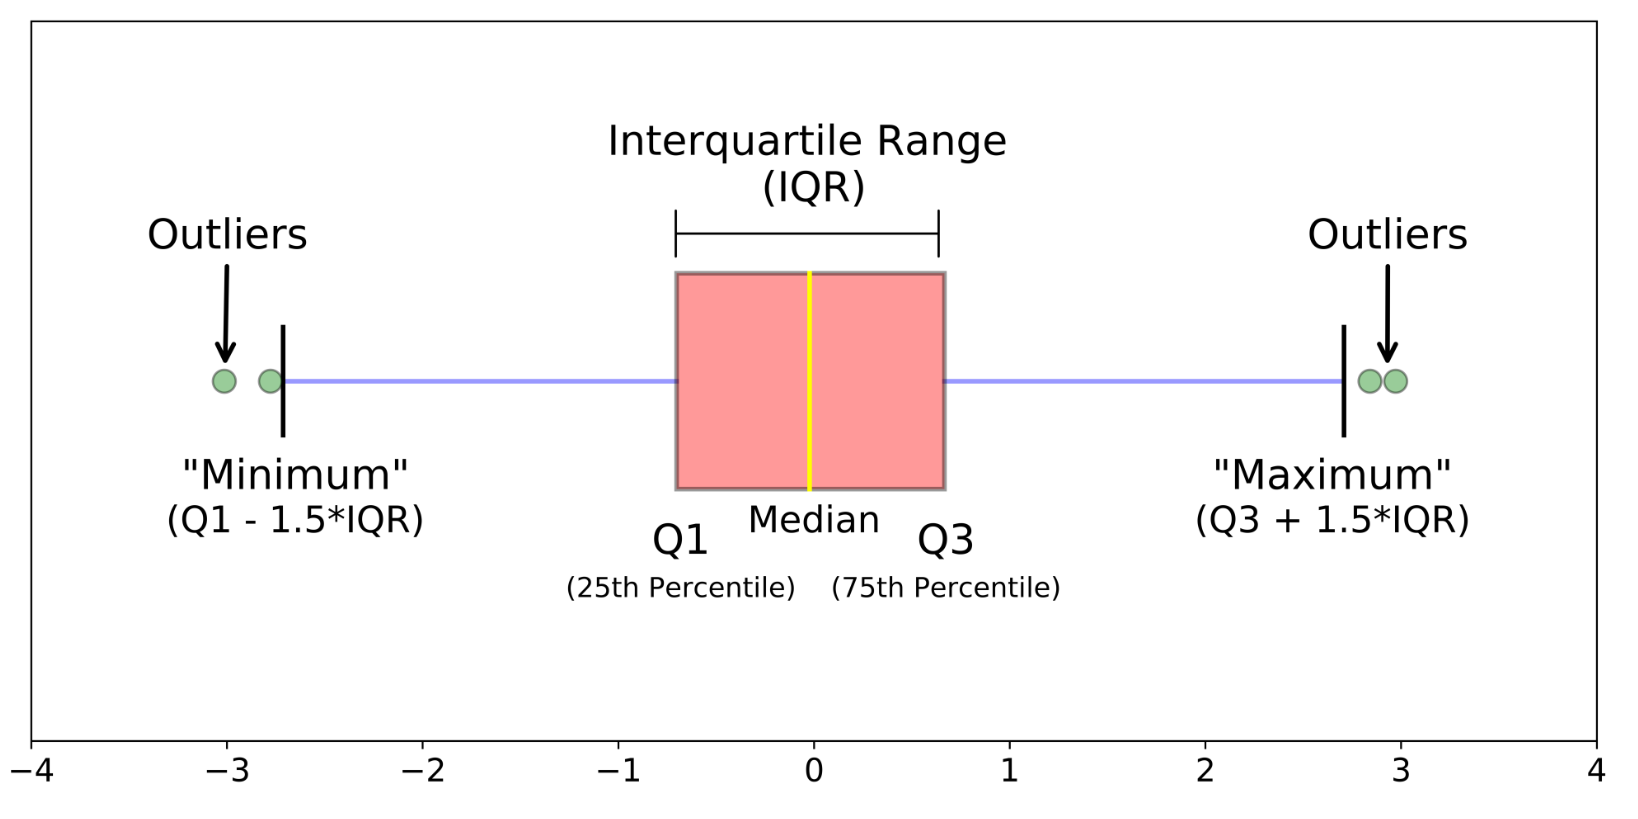 Interquartile Range
(IQR)
Outliers
Outliers
"Minimum"
(Q1 - 1.5*IQR)
"Maximum"
(Q3 + 1.5*IQR)
Median
Q1
Q3
(25th Percentile)
(75th Percentile)
−4
−3
−2
−1
0
1
2
3
4